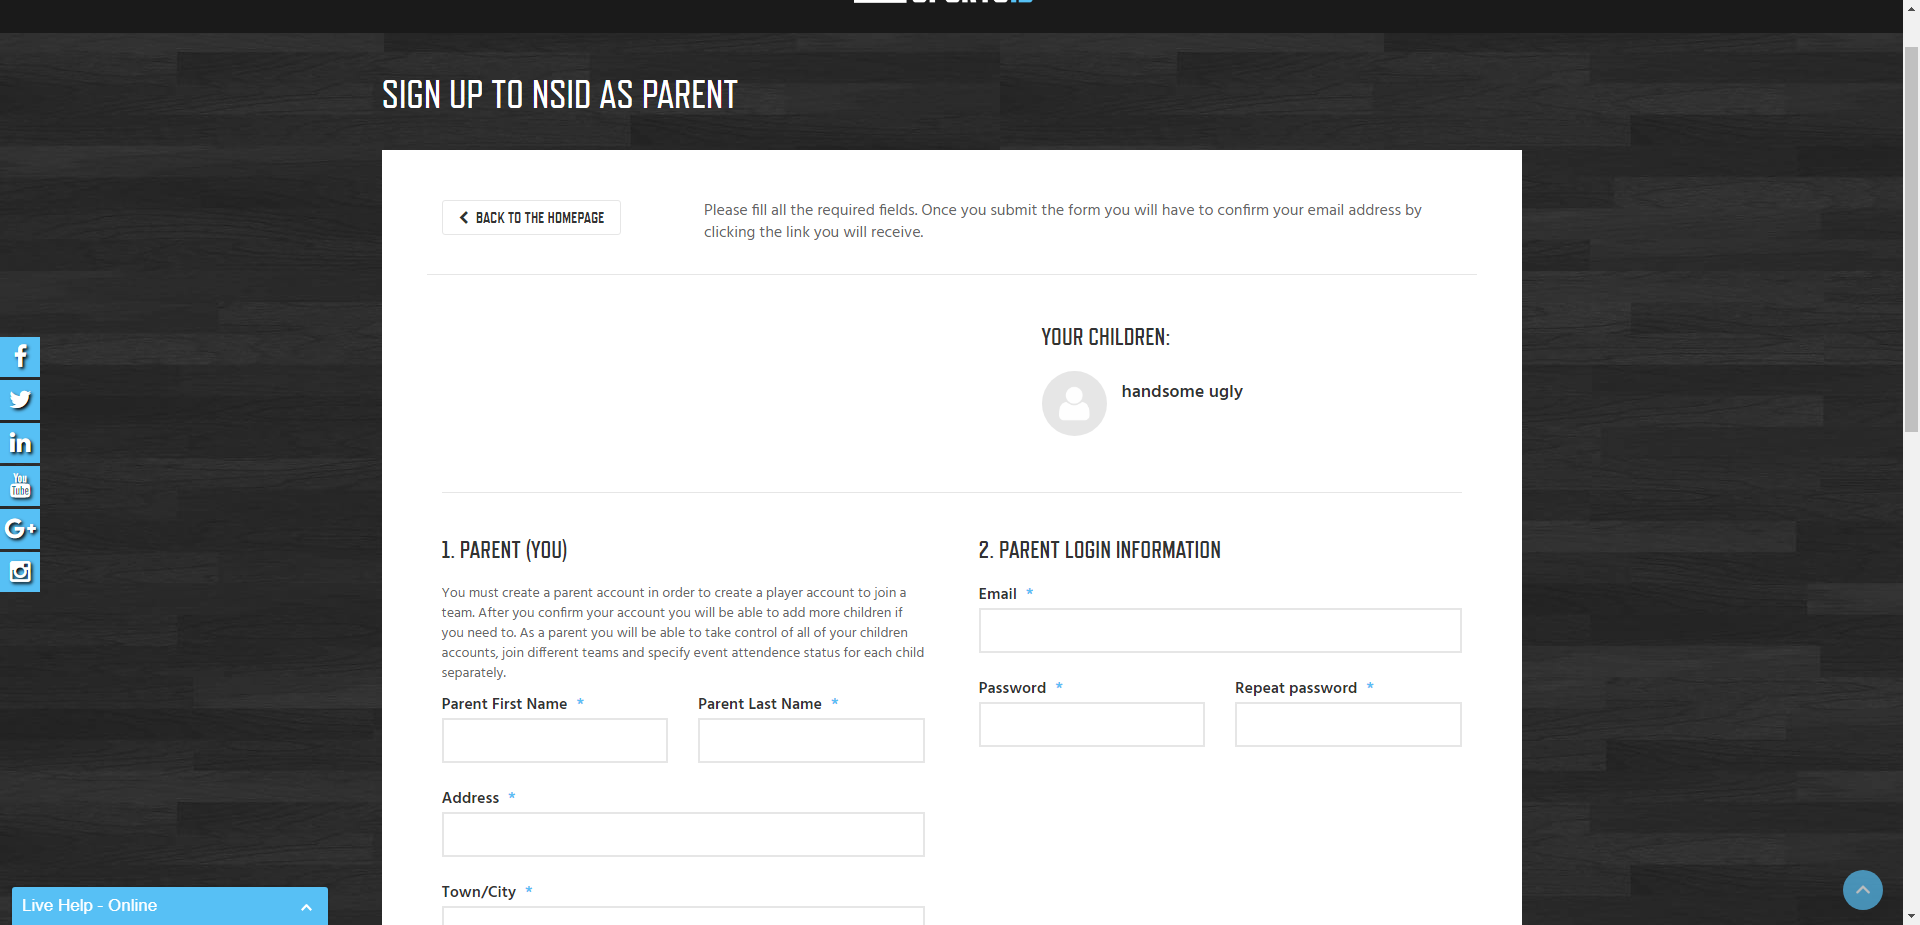 SIGN UP TO NSID AS PARENT
BACK TO THE HOMEPAGE
Please fill all the required fields. Once you submit the form you will have to confirm your email address by
clicking the link you will receive.
YOUR CHILDREN:
handsome ugly
1. PARENT (YOU)
You must create a parent account in order to create a player account to join a
team. After you confirm your account you will be able to add more children if
you need to. As a parent you will be able to take control of all of your children
accounts, join different teams and specify event attendence status for each child
separately.
Parent First Name *
Parent Last Name *
Address *
Town/City *
2. PARENT LOGIN INFORMATION
Email *
Password *
Repeat password *
You
Tube
Live Help - Online